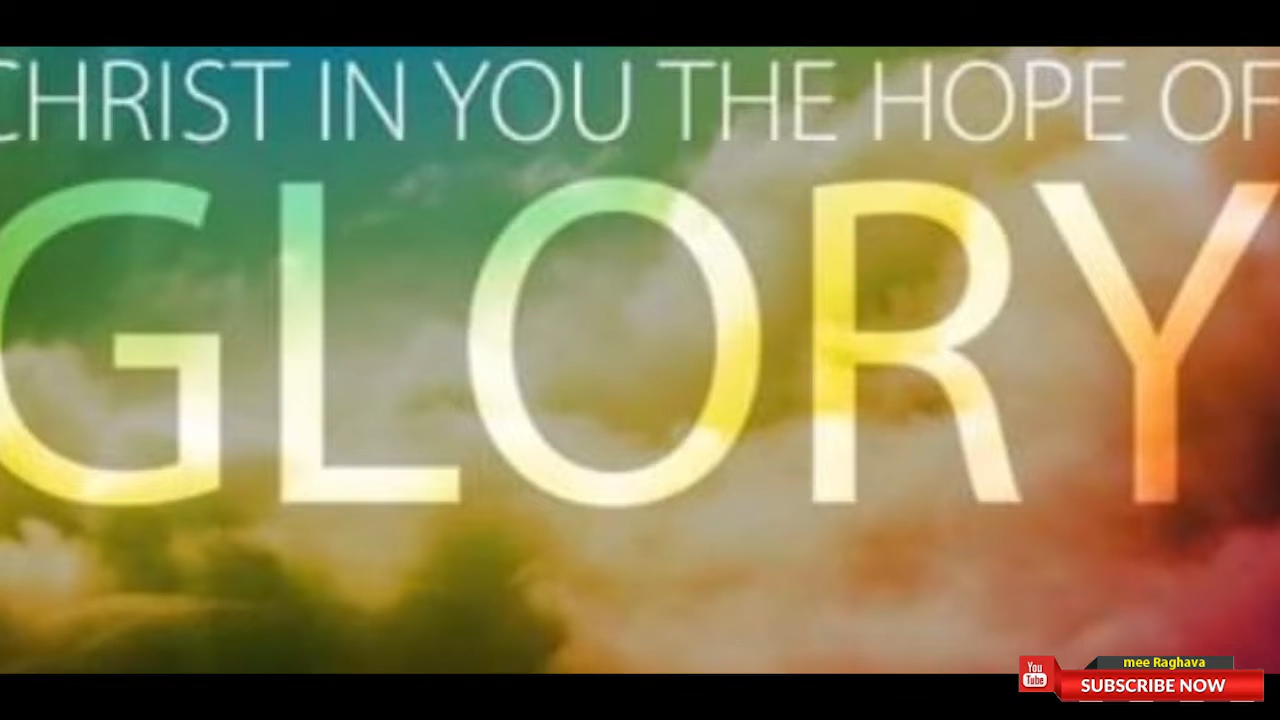 CHRIST IN YOU THE HOPE OF
GLORY
You
Tube
mee Raghava
SUBSCRIBE NOW